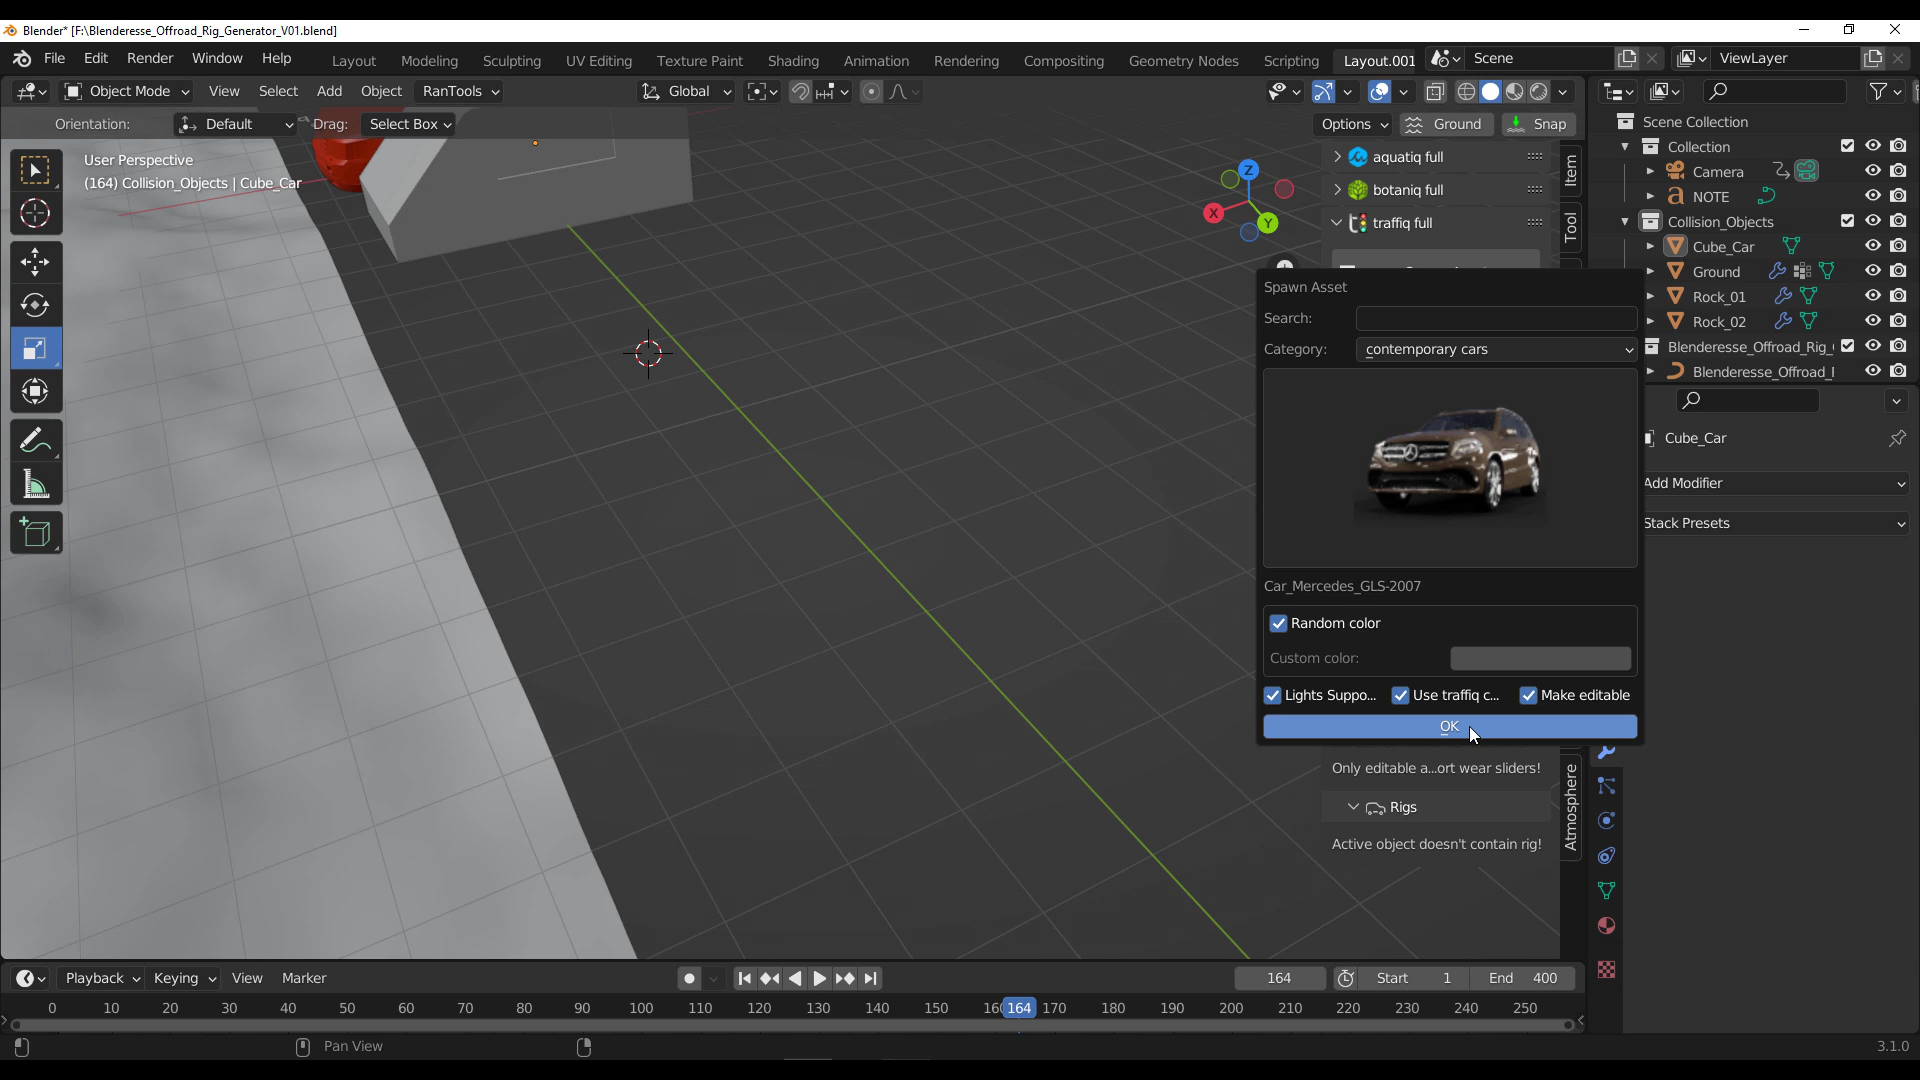 Blender* [F:\Blenderesse_Offroad_Rig_Generator_V01.blend]
File Edit Render Window Help
Layout Modeling Sculpting UV Editing Texture Paint Shading Animation Rendering Compositing Geometry Nodes Scripting Layout.001
Scene
ViewLayer
Object Mode View Select Add Object RanTools
Global
Orientation: Default Drag: Select Box
Options Ground Snap
User Perspective
(164) Collision_Objects | Cube_Car
Z
X
Y
aquatiq full
botaniq full
traffiq full
Item
Tool
Atmosphere
Spawn Asset
Search:
Category: contemporary cars
Car_Mercedes_GLS-2007
Random color
Custom color:
Lights Suppo... Use traffiq c... Make editable
OK
Only editable a...ort wear sliders!
Rigs
Active object doesn't contain rig!
Scene Collection
Collection
Camera
NOTE
Collision_Objects
Cube_Car
Ground
Rock_01
Rock_02
Blenderesse_Offroad_Rig_
Blenderesse_Offroad_
Cube_Car
Add Modifier
Stack Presets
Playback Keying View Marker
164 Start 1 End 400
0 10 20 30 40 50 60 70 80 90 100 110 120 130 140 150 16 164 170 180 190 200 210 220 230 240 250
Pan View
3.1.0